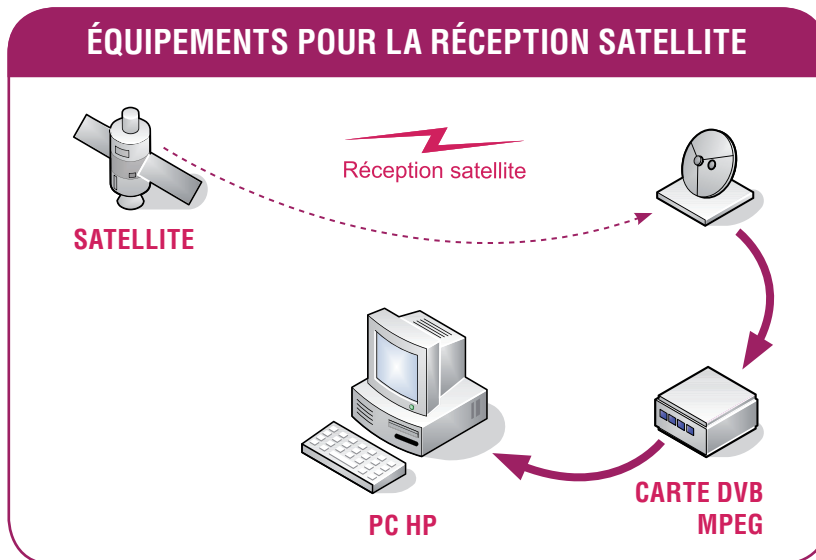 ÉQUIPEMENTS POUR LA RÉCEPTION SATELLITE
Réception satellite
SATELLITE
CARTE DVB
MPEG
PC HP